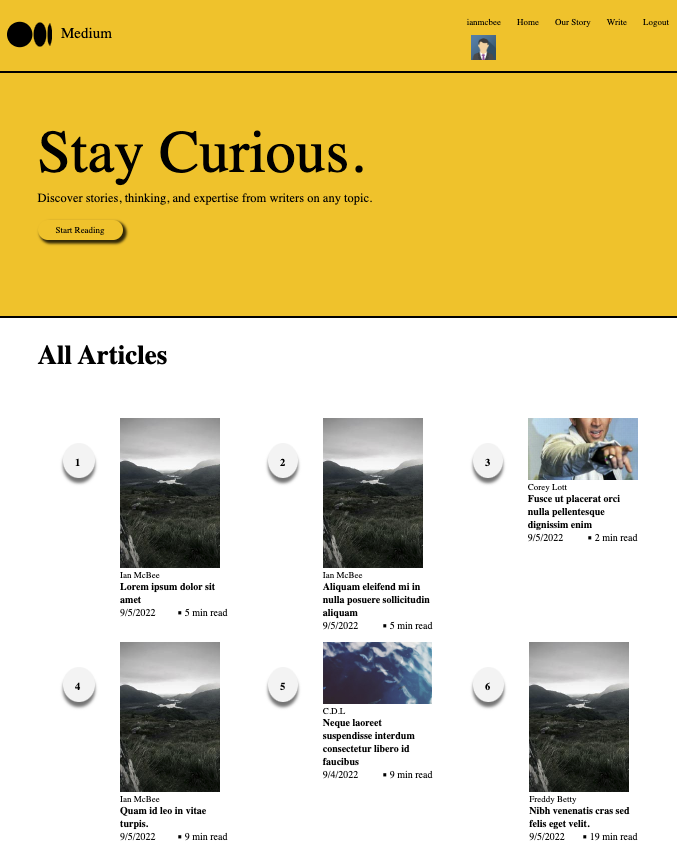 Medium
ianmcbee Home Our Story Write Logout
Stay Curious.
Discover stories, thinking, and expertise from writers on any topic.
Start Reading
All Articles
1
Ian McBee
Lorem ipsum dolor sit
amet
9/5/2022 ▪ 5 min read
2
Ian McBee
Aliquam eleifend mi in
nulla posuere sollicitudin
aliquam
9/5/2022 ▪ 5 min read
3
Corey Lott
Fusce ut placerat orci
nulla pellentesque
dignissim enim
9/5/2022 ▪ 2 min read
4
Ian McBee
Quam id leo in vitae
turpis.
9/5/2022 ▪ 9 min read
5
C.D.L
Neque laoreet
suspendisse interdum
consectetur libero id
faucibus
9/4/2022 ▪ 9 min read
6
Freddy Betty
Nibh venenatis cras sed
felis eget velit.
9/5/2022 ▪ 19 min read